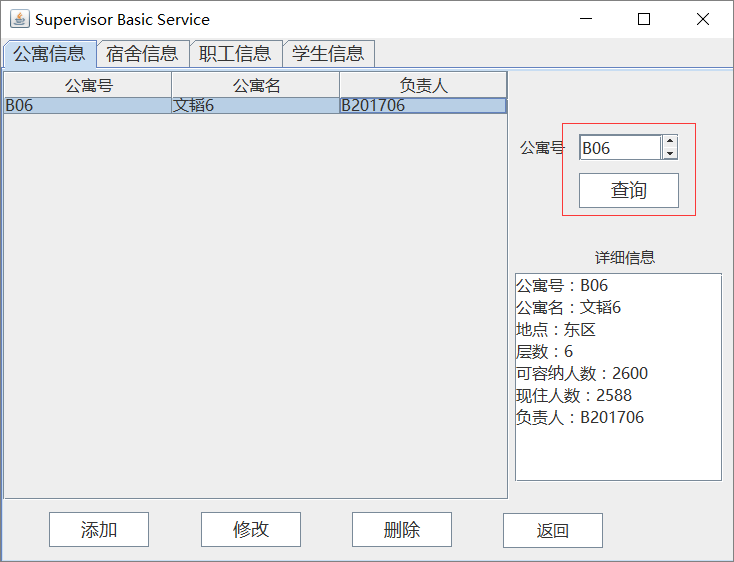 Supervisor Basic Service
公寓信息 宿舍信息 职工信息 学生信息
公寓号 公寓名 负责人
B06 文韬6 B201706
公寓号 B06
查询
详细信息
公寓号：B06
公寓名：文韬6
地点：东区
层数：6
可容纳人数：2600
现住人数：2588
负责人：B201706
添加 修改 删除 返回